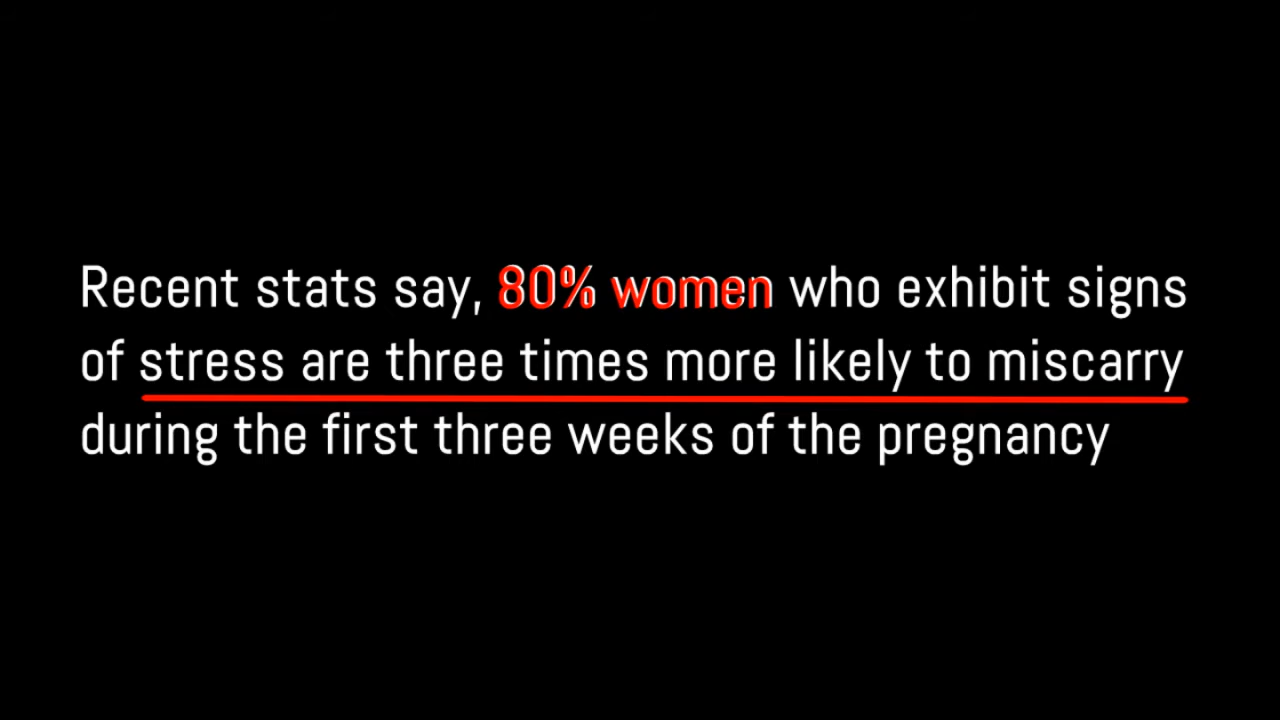 Recent stats say, 80% women who exhibit signs
of stress are three times more likely to miscarry
during the first three weeks of the pregnancy